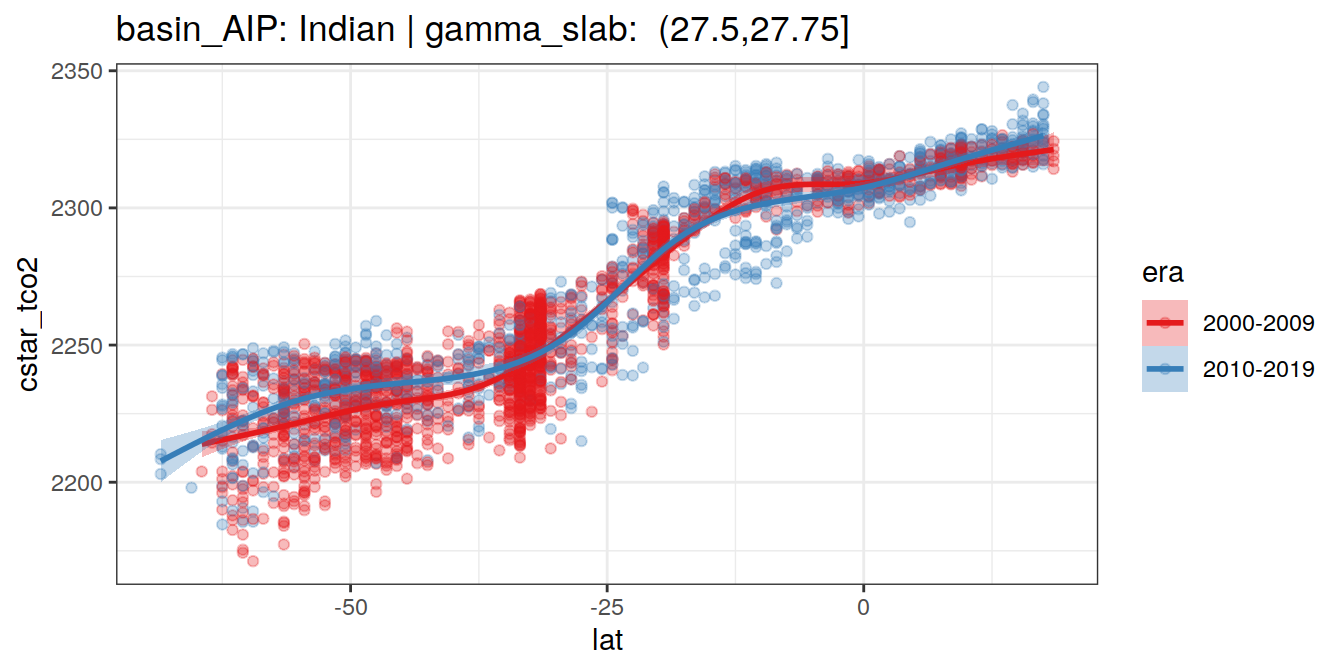 basin_AIP: Indian | gamma_slab:  (27.5,27.75]
2350
2300
2250
2200
cstar_tco2
-50
-25
0
lat
era
2000-2009
2010-2019